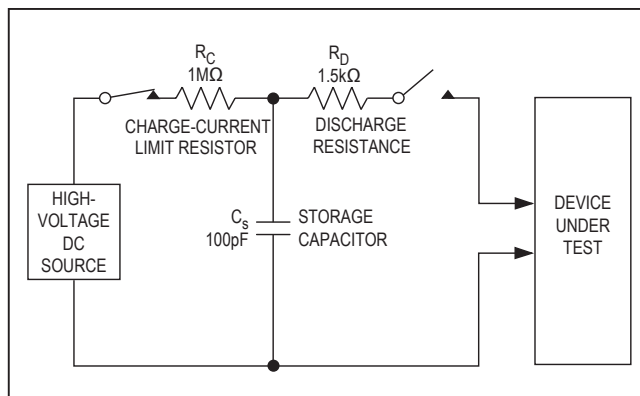 R_C
1MΩ
CHARGE-CURRENT
LIMIT RESISTOR
R_D
1.5kΩ
DISCHARGE
RESISTANCE
HIGH-
VOLTAGE
DC
SOURCE
C_s
100pF
STORAGE
CAPACITOR
DEVICE
UNDER
TEST